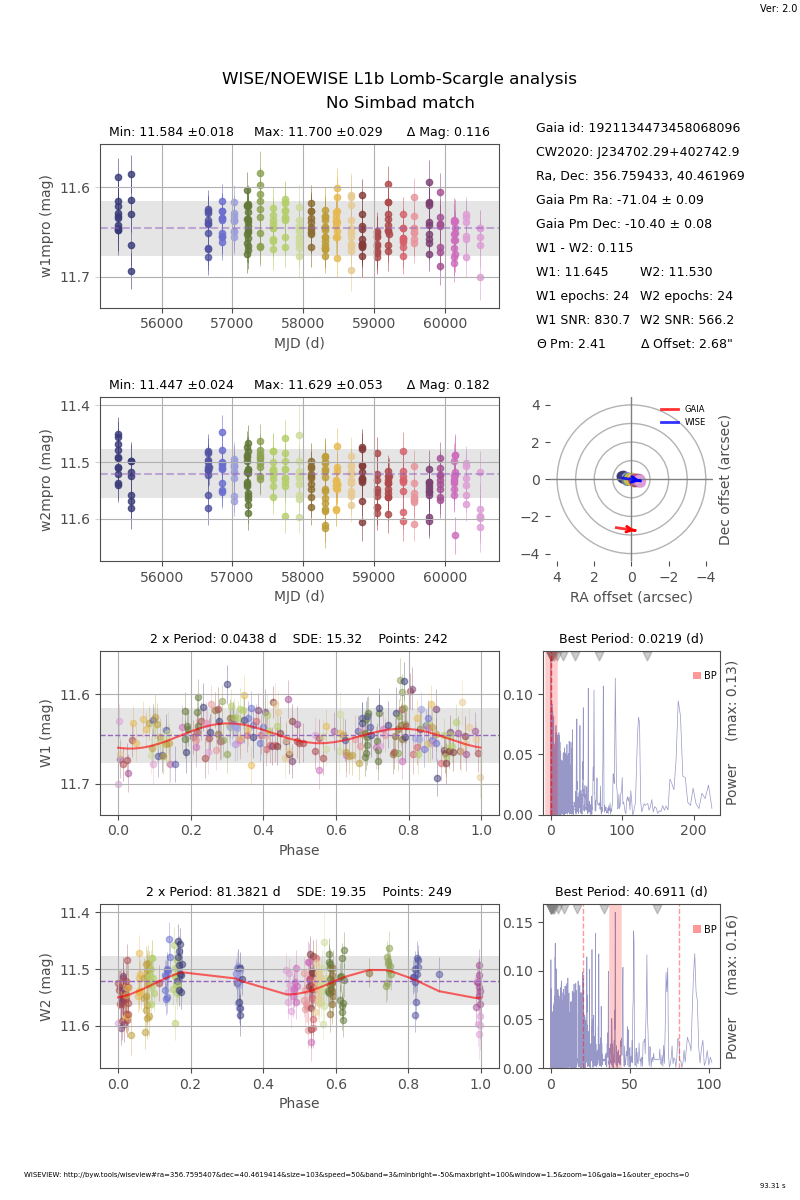 Ver: 2.0
WISE/NOEWISE L1b Lomb-Scargle analysis
No Simbad match
Min: 11.584 ±0.018 Max: 11.700 ±0.029 Δ Mag: 0.116
11.6
11.7
w1mpro (mag)
56000 57000 58000 59000 60000
MJD (d)
Gaia id: 1921134473458068096
CW2020: J234702.29+402742.9
Ra, Dec: 356.759433, 40.461969
Gaia Pm Ra: -71.04 ± 0.09
Gaia Pm Dec: -10.40 ± 0.08
W1 - W2: 0.115
W1: 11.645 W2: 11.530
W1 epochs: 24 W2 epochs: 24
W1 SNR: 830.7 W2 SNR: 566.2
Θ Pm: 2.41 Δ Offset: 2.68"
Min: 11.447 ±0.024 Max: 11.629 ±0.053 Δ Mag: 0.182
11.4
11.5
11.6
w2mpro (mag)
56000 57000 58000 59000 60000
MJD (d)
GAIA
WISE
4
2
0
−2
−4
4 2 0 −2 −4
RA offset (arcsec)
Dec offset (arcsec)
2 x Period: 0.0438 d SDE: 15.32 Points: 242
11.6
11.7
W1 (mag)
0.0 0.2 0.4 0.6 0.8 1.0
Phase
Best Period: 0.0219 (d)
BP
0.10
0.05
0.00
0 100 200
Power (max: 0.13)
2 x Period: 81.3821 d SDE: 19.35 Points: 249
11.4
11.5
11.6
W2 (mag)
0.0 0.2 0.4 0.6 0.8 1.0
Phase
Best Period: 40.6911 (d)
BP
0.15
0.10
0.05
0.00
0 50 100
Power (max: 0.16)
WISEVIEW: http://byw.tools/wiseview#ra=356.7595407&dec=40.4619414&size=103&speed=50&band=3&minbright=-50&maxbright=100&window=1.5&zoom=10&gaia=1&outer_epochs=0
93.31 s